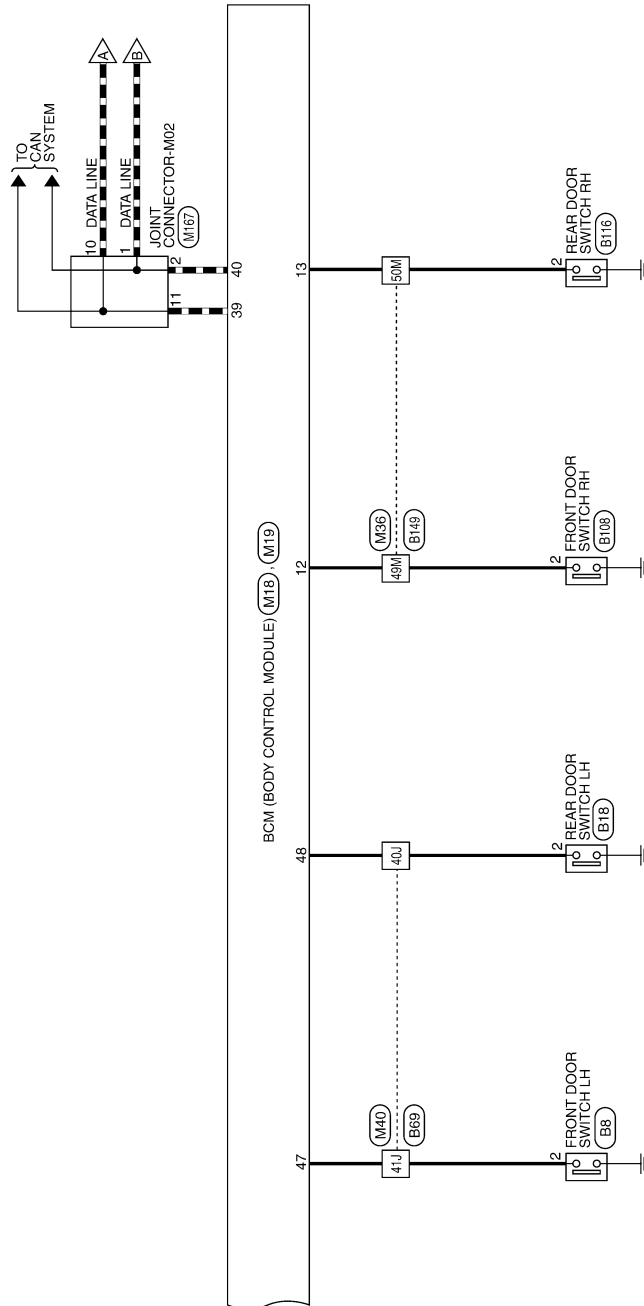 TO
CAN
SYSTEM
A
B
10
DATA LINE
1
DATA LINE
JOINT
CONNECTOR-M02
M167
11
2
39
40
BCM (BODY CONTROL MODULE) M18 , M19
47
48
12
13
41J
M40
B69
40J
49M
M36
B149
50M
2
FRONT DOOR
SWITCH LH
B8
2
REAR DOOR
SWITCH LH
B18
2
FRONT DOOR
SWITCH RH
B108
2
REAR DOOR
SWITCH RH
B116